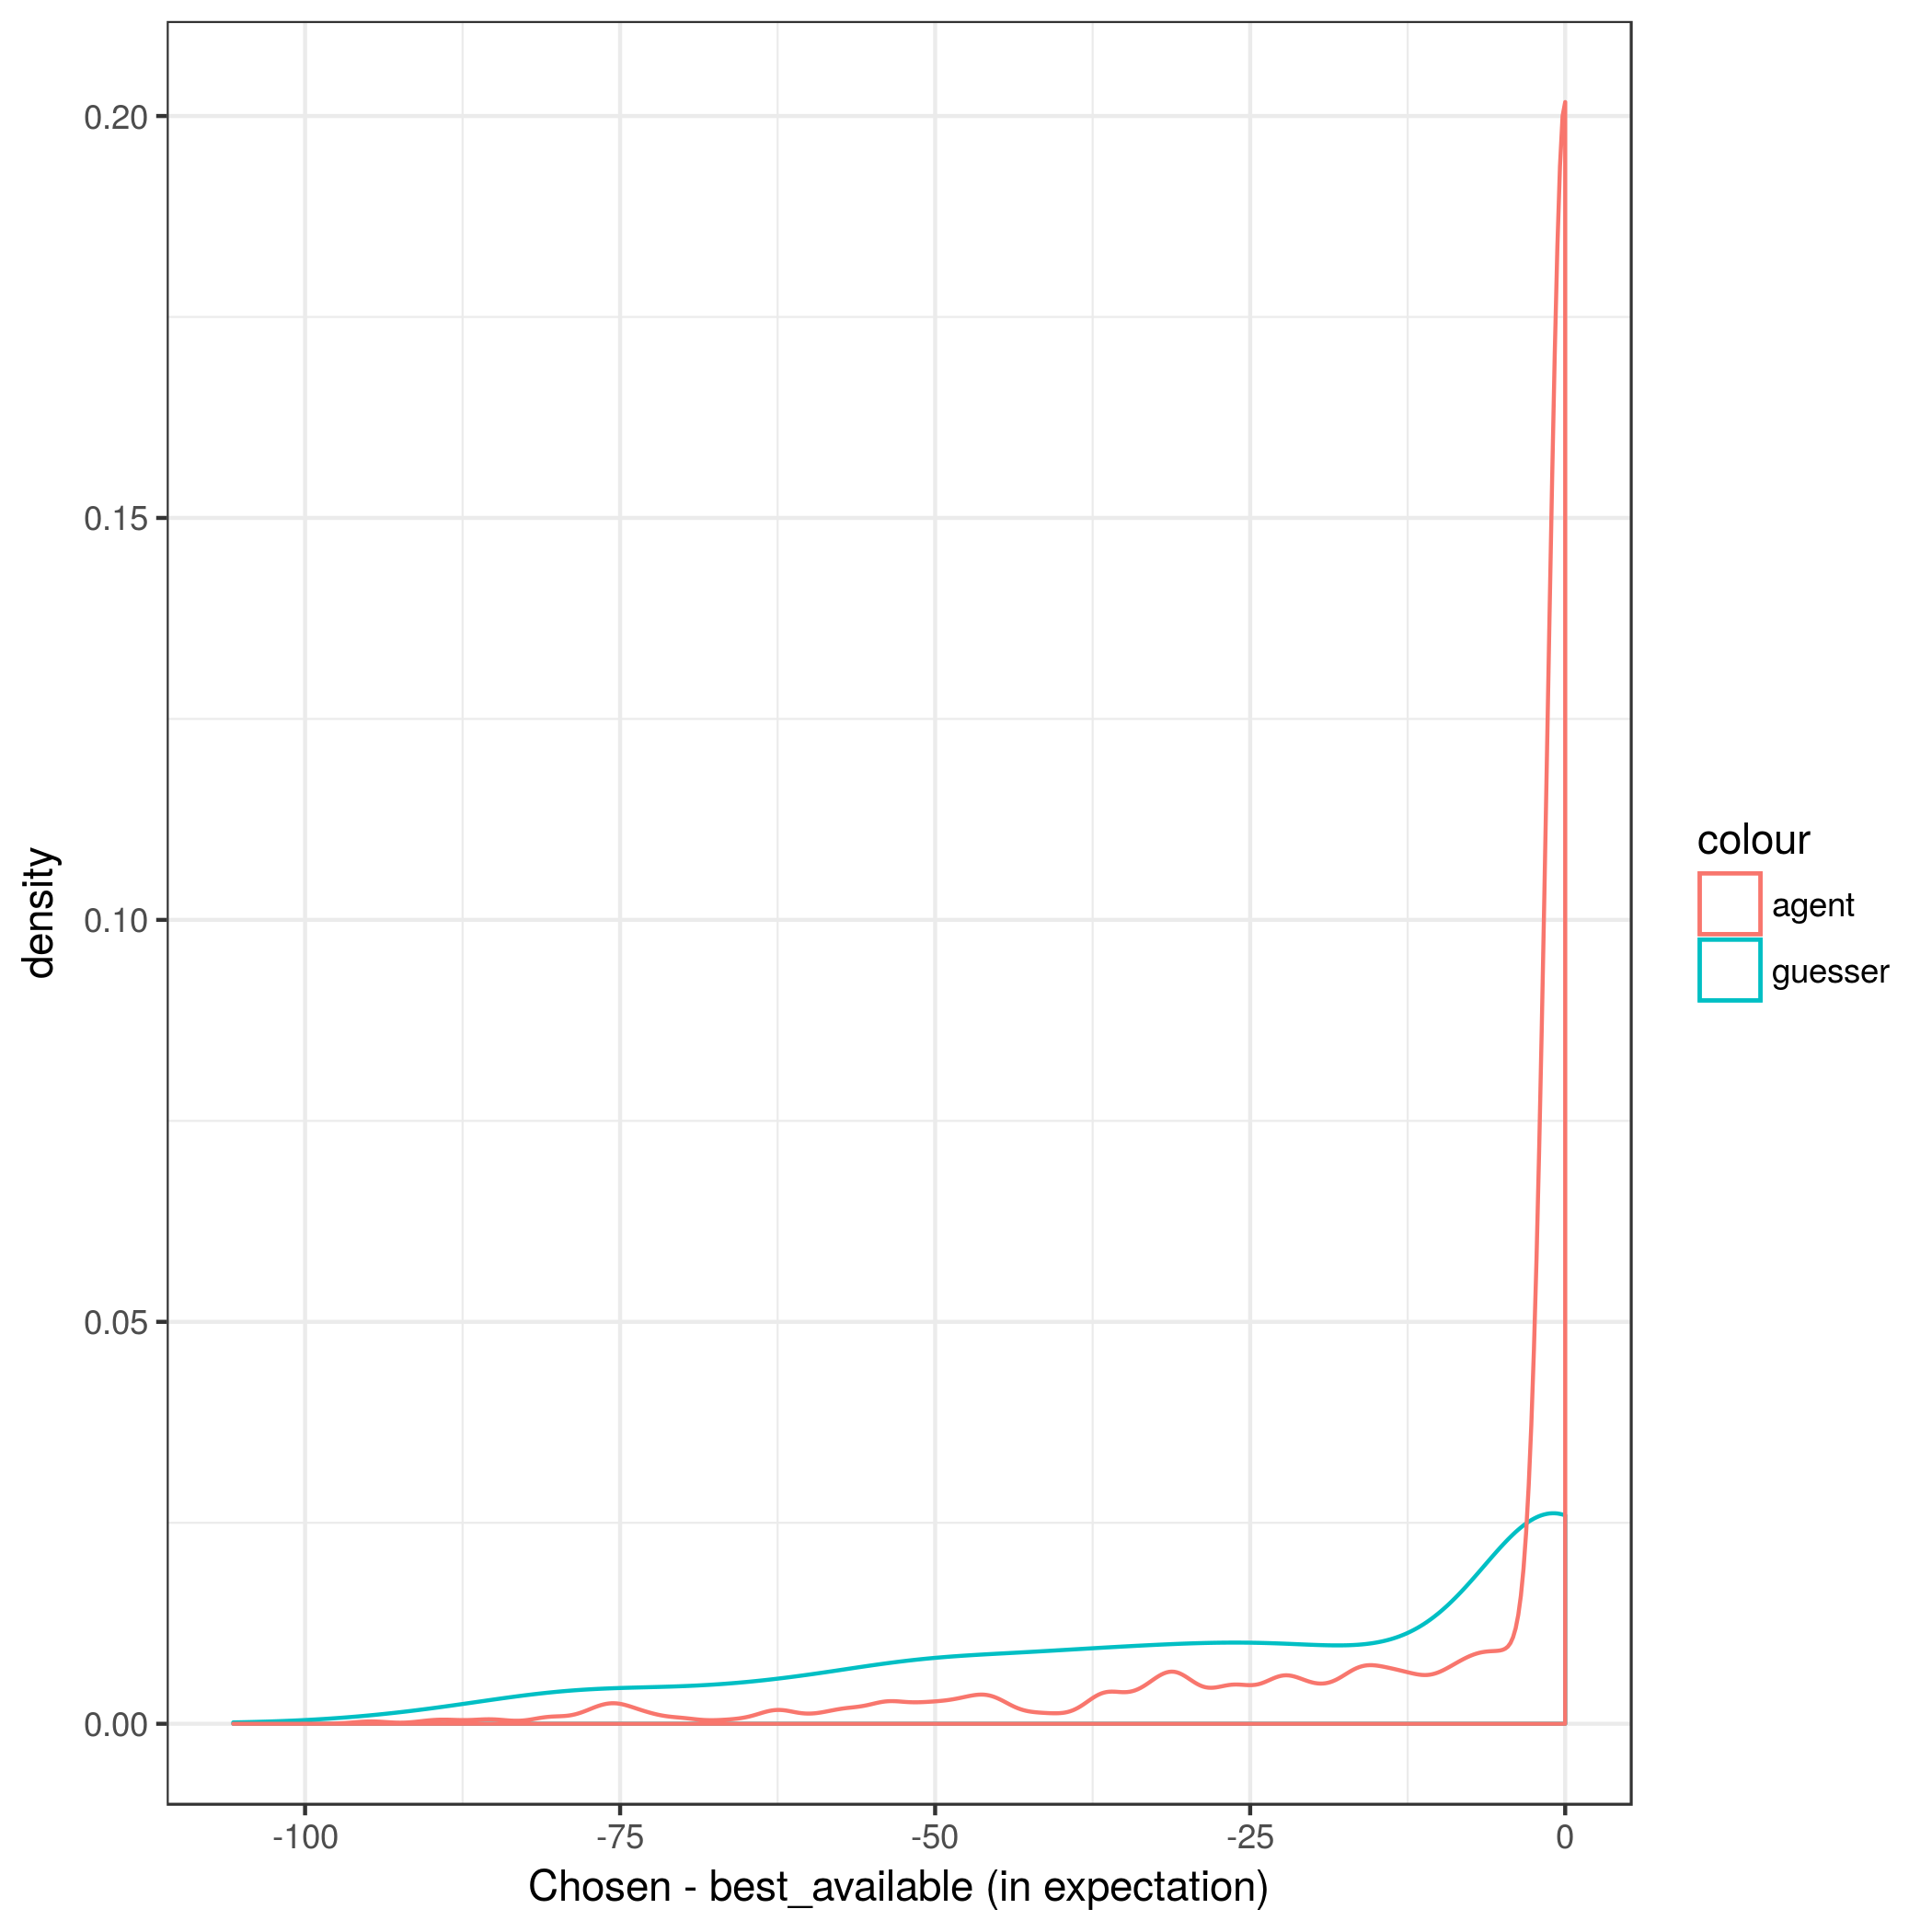 0.20
0.15
0.10
0.05
0.00
density
-100 -75 -50 -25 0
Chosen - best_available (in expectation)
colour
agent
guesser